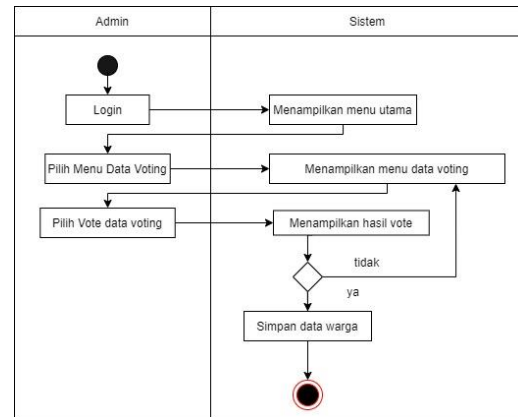 Admin
Sistem
Login
Menampilkan menu utama
Pilih Menu Data Voting
Menampilkan menu data voting
Pilih Vote data voting
Menampilkan hasil vote
tidak
ya
Simpan data warga